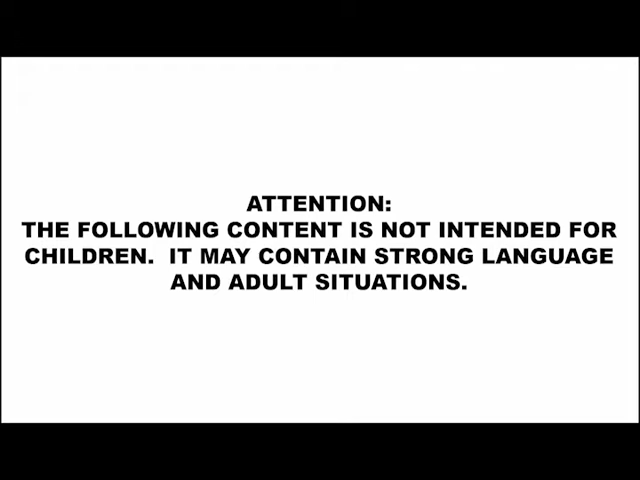 ATTENTION:
THE FOLLOWING CONTENT IS NOT INTENDED FOR
CHILDREN.  IT MAY CONTAIN STRONG LANGUAGE
AND ADULT SITUATIONS.